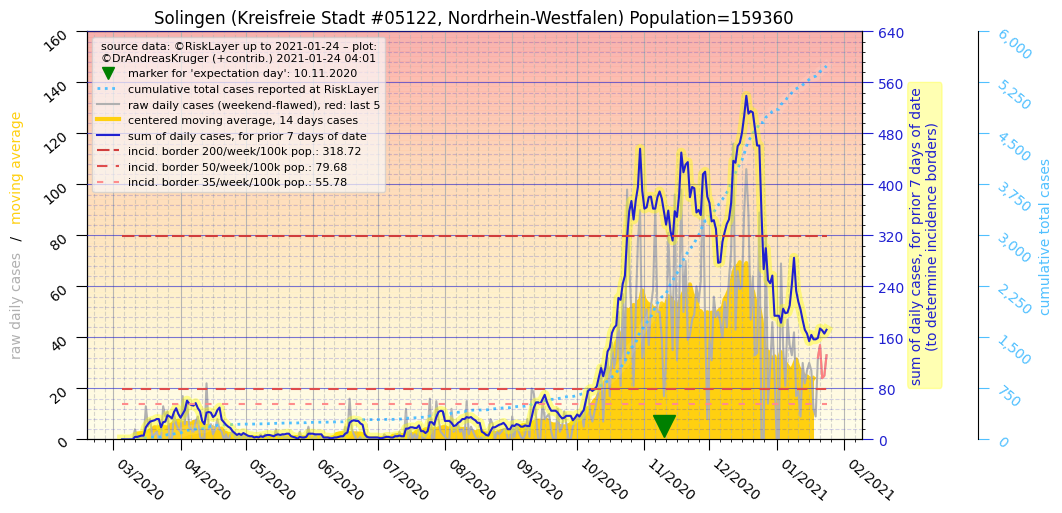 Solingen (Kreisfreie Stadt #05122, Nordrhein-Westfalen) Population=159360
source data: ©RiskLayer up to 2021-01-24 – plot:
©DrAndreasKruger (+contrib.) 2021-01-24 04:01
marker for 'expectation day': 10.11.2020
cumulative total cases reported at RiskLayer
raw daily cases (weekend-flawed), red: last 5
centered moving average, 14 days cases
sum of daily cases, for prior 7 days of date
incid. border 200/week/100k pop.: 318.72
incid. border 50/week/100k pop.: 79.68
incid. border 35/week/100k pop.: 55.78
raw daily cases / moving average
160
140
120
100
80
60
40
20
0
640
560
480
400
320
240
160
80
0
sum of daily cases, for prior 7 days of date
(to determine incidence borders)
6,000
5,250
4,500
3,750
3,000
2,250
1,500
750
0
cumulative total cases
03/2020
04/2020
05/2020
06/2020
07/2020
08/2020
09/2020
10/2020
11/2020
12/2020
01/2021
02/2021